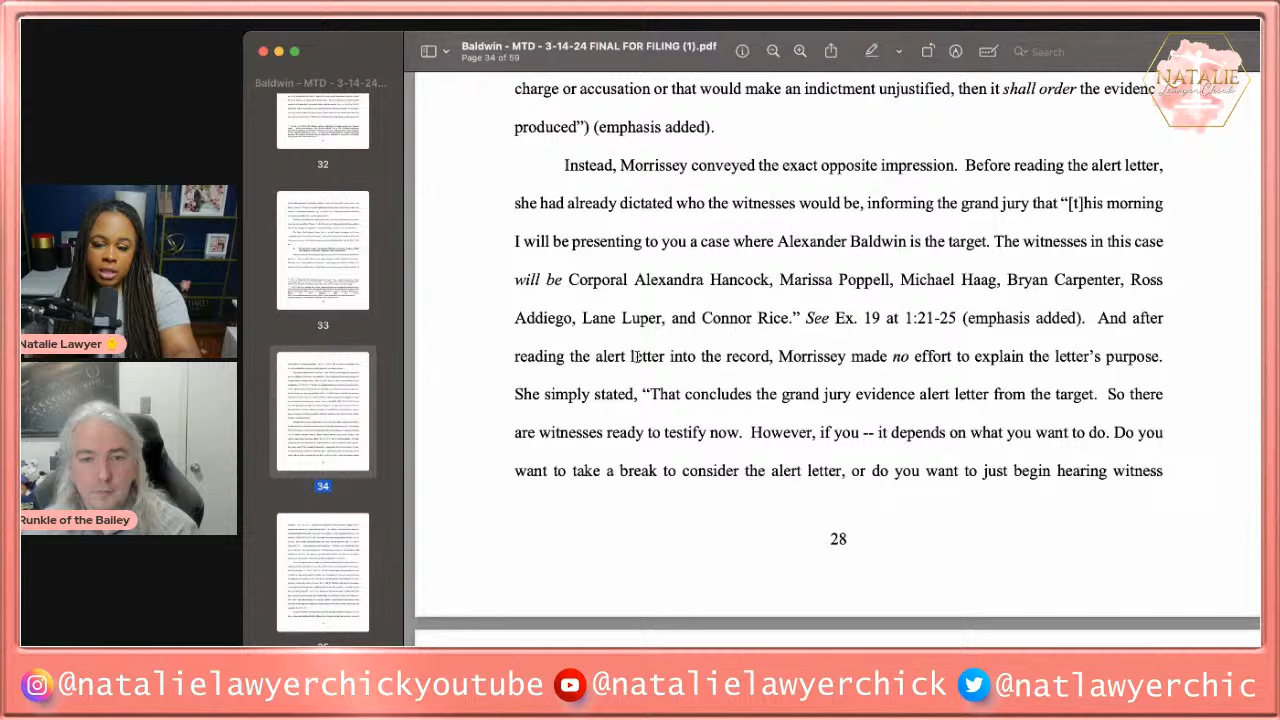 Baldwin - MTD - 3-14-24 FINAL FOR FILING (1).pdf
Page 34 of 59
Search
NATALIE
LawyerChick
Baldwin - MTD - 3-14-24...
32
33
34
charge or accusation or that would make an indictment unjustified, then it shall order the evidence
produced”) (emphasis added).
Instead, Morrissey conveyed the exact opposite impression. Before reading the alert letter,
she had already dictated who the witnesses would be, informing the grand jury that “[t]his morning
I will be presenting to you a case where Alexander Baldwin is the target. The witnesses in this case
will be Corporal Alexandra Hancock, Marissa Poppell, Michael Haag, Bryan Carpenter, Ross
Addiego, Lane Luper, and Connor Rice.” See Ex. 19 at 1:21-25 (emphasis added). And after
reading the alert letter into the record, Morrissey made no effort to explain the letter’s purpose.
She simply stated, “That concludes the grand jury evidence alert letter from the target. So there
are witnesses ready to testify right now. However, if you -- it depends on what you want to do. Do you
want to take a break to consider the alert letter, or do you want to just begin hearing witness
28
Natalie Lawyer
Runkle of the Bailey
@natalielawyerchickyoutube
@natalielawyerchick
@natlawyerchic